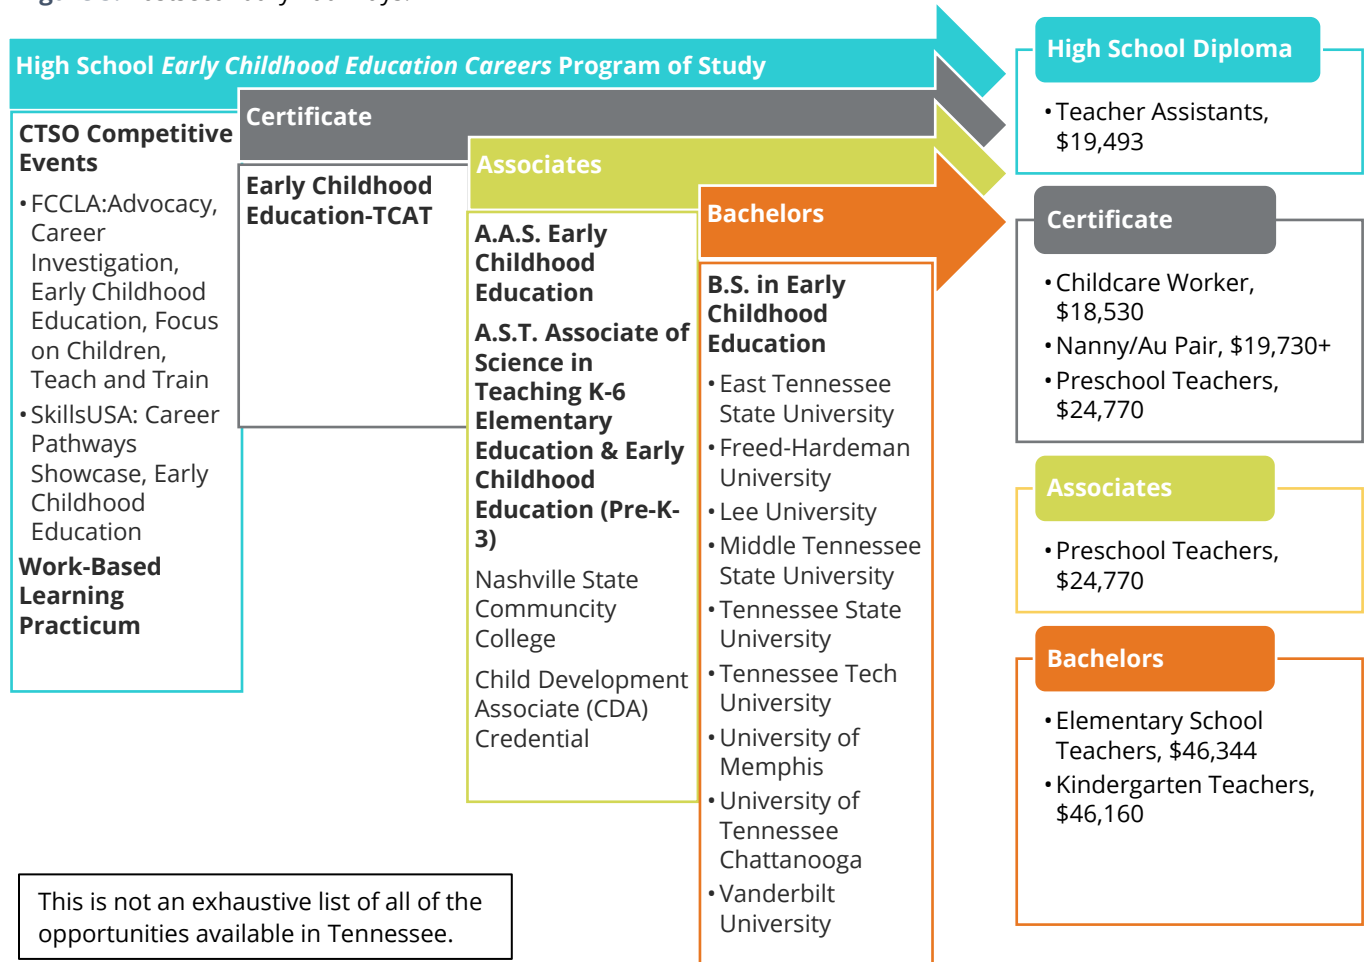 High School Early Childhood Education Careers Program of Study
CTSO Competitive
Events
•FCCLA:Advocacy,
Career
Investigation,
Early Childhood
Education, Focus
on Children,
Teach and Train
•SkillsUSA: Career
Pathways
Showcase, Early
Childhood
Education
Work-Based
Learning
Practicum
Certificate
Early Childhood
Education-TCAT
Associates
A.A.S. Early
Childhood
Education
A.S.T. Associate of
Science in
Teaching K-6
Elementary
Education & Early
Childhood
Education (Pre-K-
3)
Nashville State
Communcity
College
Child Development
Associate (CDA)
Credential
Bachelors
B.S. in Early
Childhood
Education
•East Tennessee
State University
•Freed-Hardeman
University
•Lee University
•Middle Tennessee
State University
•Tennessee State
University
•Tennessee Tech
University
•University of
Memphis
•University of
Tennessee
Chattanooga
•Vanderbilt
University
High School Diploma
•Teacher Assistants,
$19,493
Certificate
•Childcare Worker,
$18,530
•Nanny/Au Pair, $19,730+
•Preschool Teachers,
$24,770
Associates
•Preschool Teachers,
$24,770
Bachelors
•Elementary School
Teachers, $46,344
•Kindergarten Teachers,
$46,160
This is not an exhaustive list of all of the
opportunities available in Tennessee.